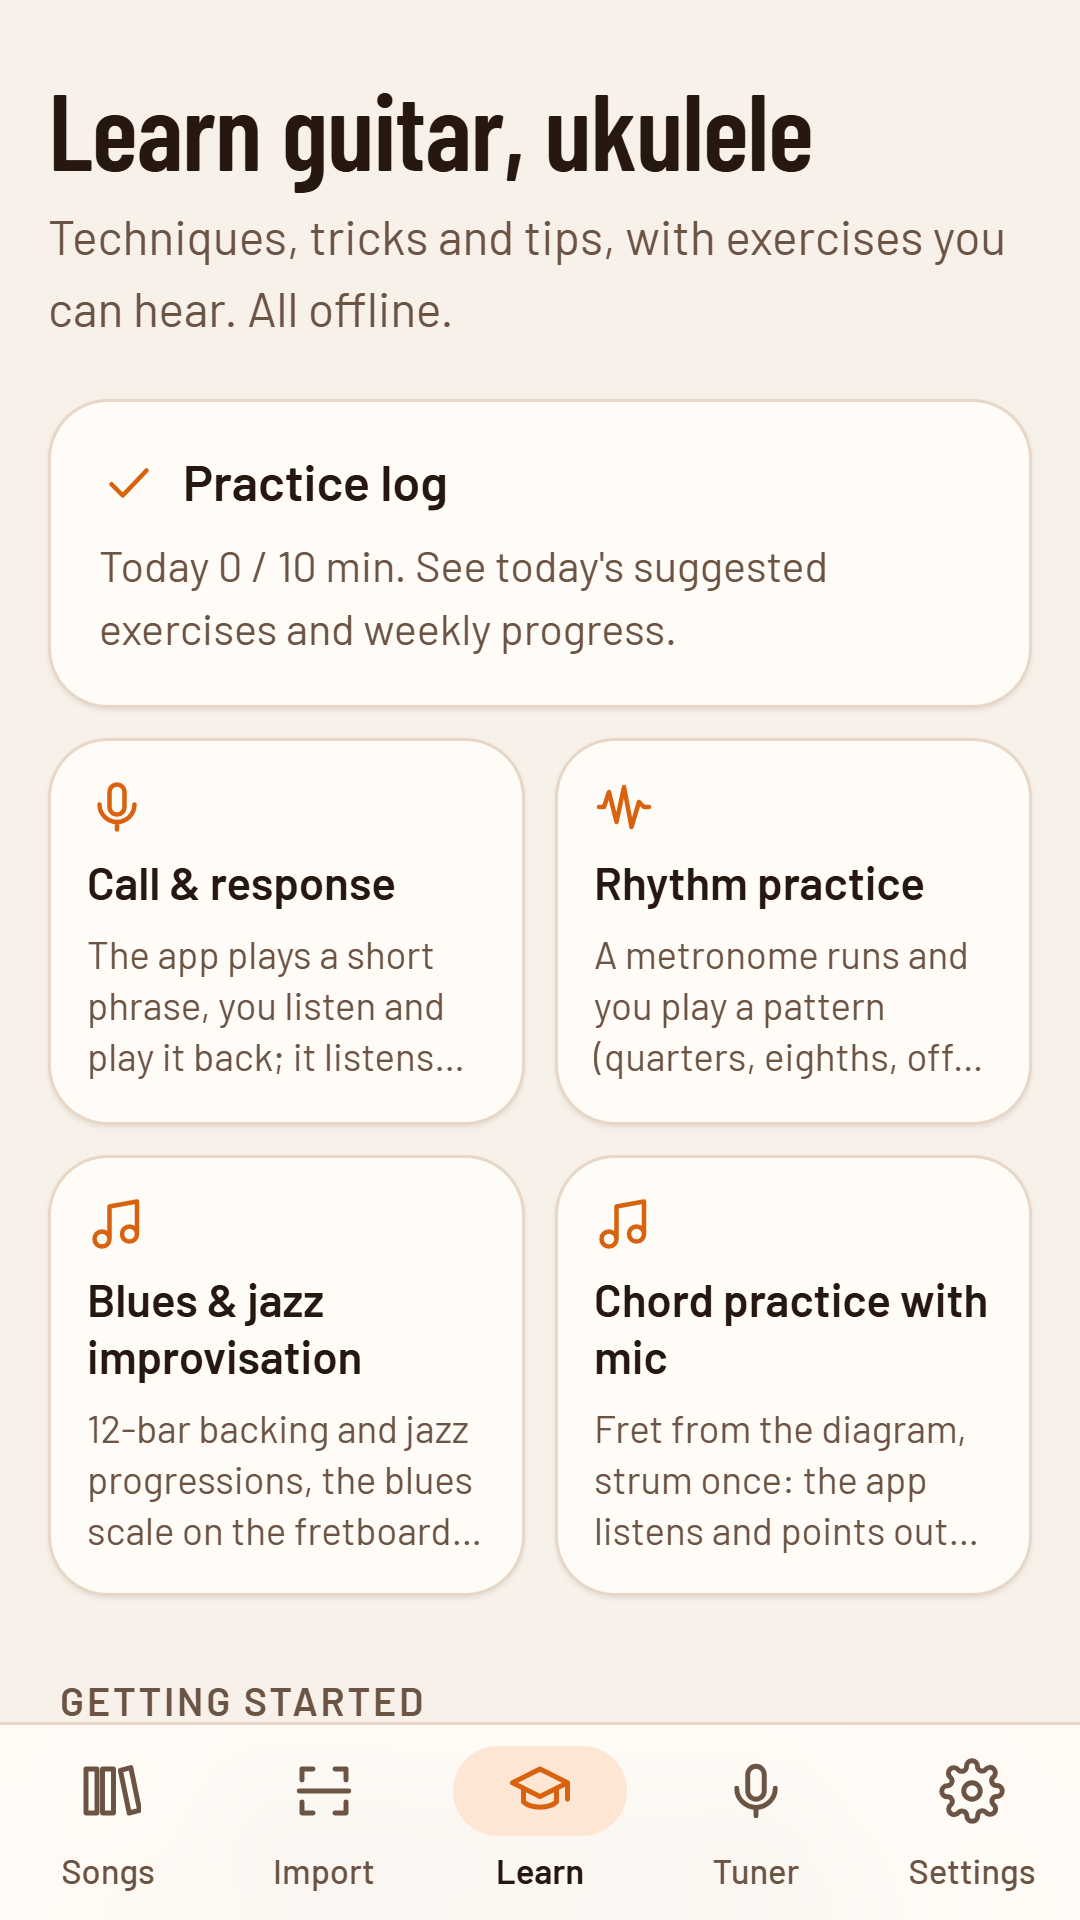 Learn guitar, ukulele
Techniques, tricks and tips, with exercises you
can hear. All offline.
Practice log
Today 0 / 10 min. See today's suggested
exercises and weekly progress.
Call & response
The app plays a short
phrase, you listen and
play it back; it listens...
Rhythm practice
A metronome runs and
you play a pattern
(quarters, eighths, off...
Blues & jazz
improvisation
12-bar backing and jazz
progressions, the blues
scale on the fretboard...
Chord practice with
mic
Fret from the diagram,
strum once: the app
listens and points out...
GETTING STARTED
Songs
Import
Learn
Tuner
Settings